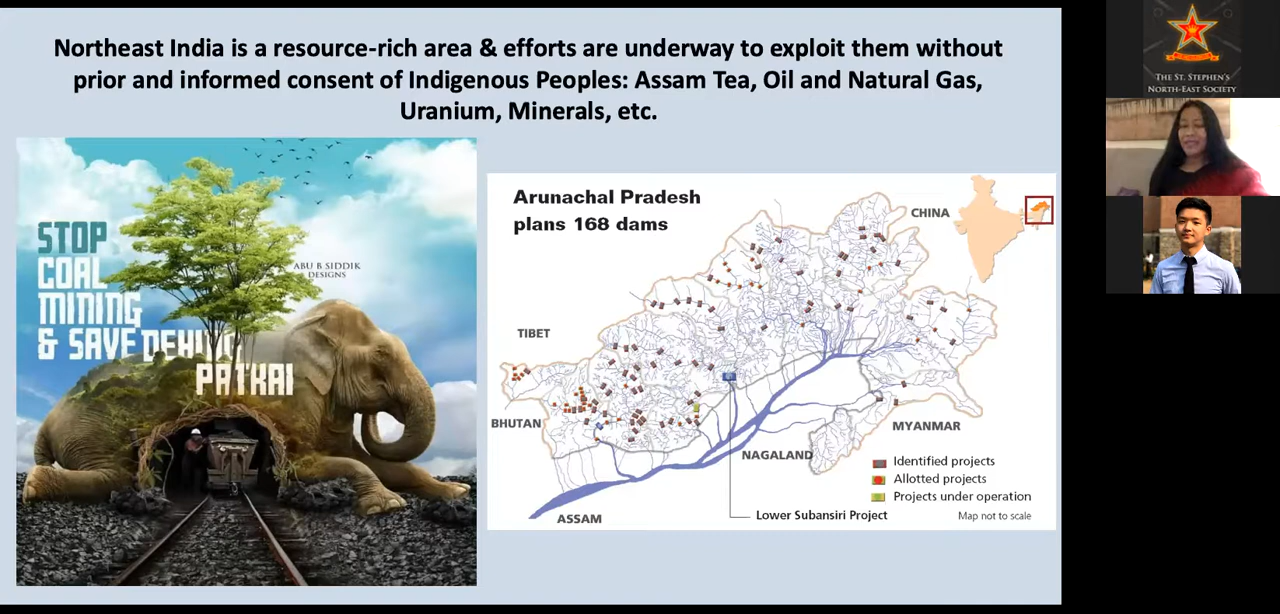 Northeast India is a resource-rich area & efforts are underway to exploit them without
prior and informed consent of Indigenous Peoples: Assam Tea, Oil and Natural Gas,
Uranium, Minerals, etc.
STOP
COAL
MINING
& SAVE DEHING
PATKAI
ABU B SIDDIK
DESIGNS
Arunachal Pradesh
plans 168 dams
CHINA
TIBET
BHUTAN
MYANMAR
NAGALAND
ASSAM
Identified projects
Allotted projects
Projects under operation
Lower Subansiri Project
Map not to scale
THE ST. STEPHEN'S
NORTH-EAST SOCIETY